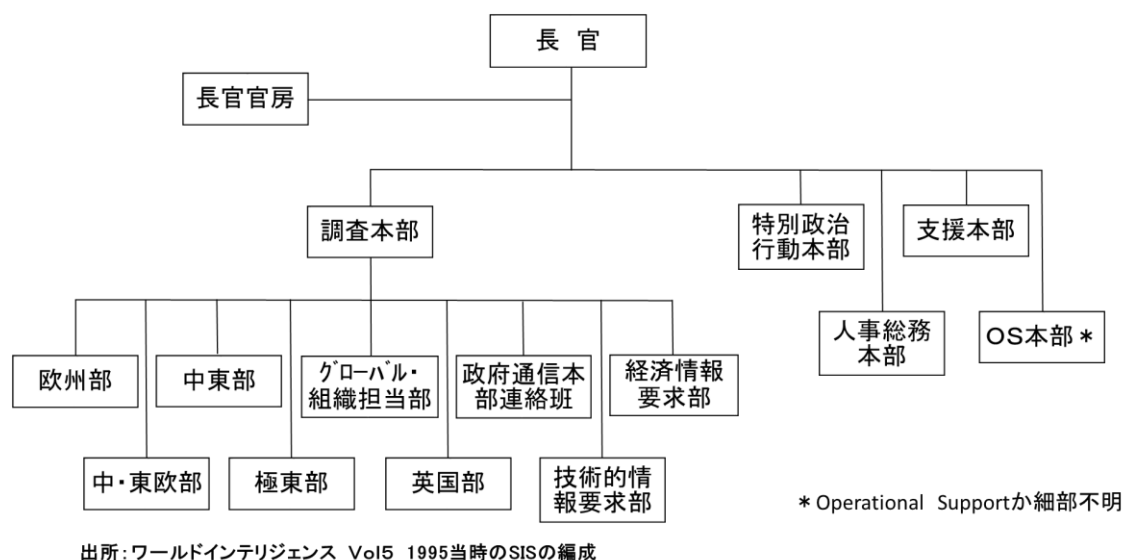 長 官
長官官房
調査本部
特別政治
行動本部
支援本部
人事総務
本部
OS本部*
欧州部
中東部
グローバル・
組織担当部
政府通信本
部連絡班
経済情報
要求部
中・東欧部
極東部
英国部
技術的情
報要求部
*Operational Supportか細部不明
出所:ワールドインテリジェンス Vol5 1995当時のSISの編成